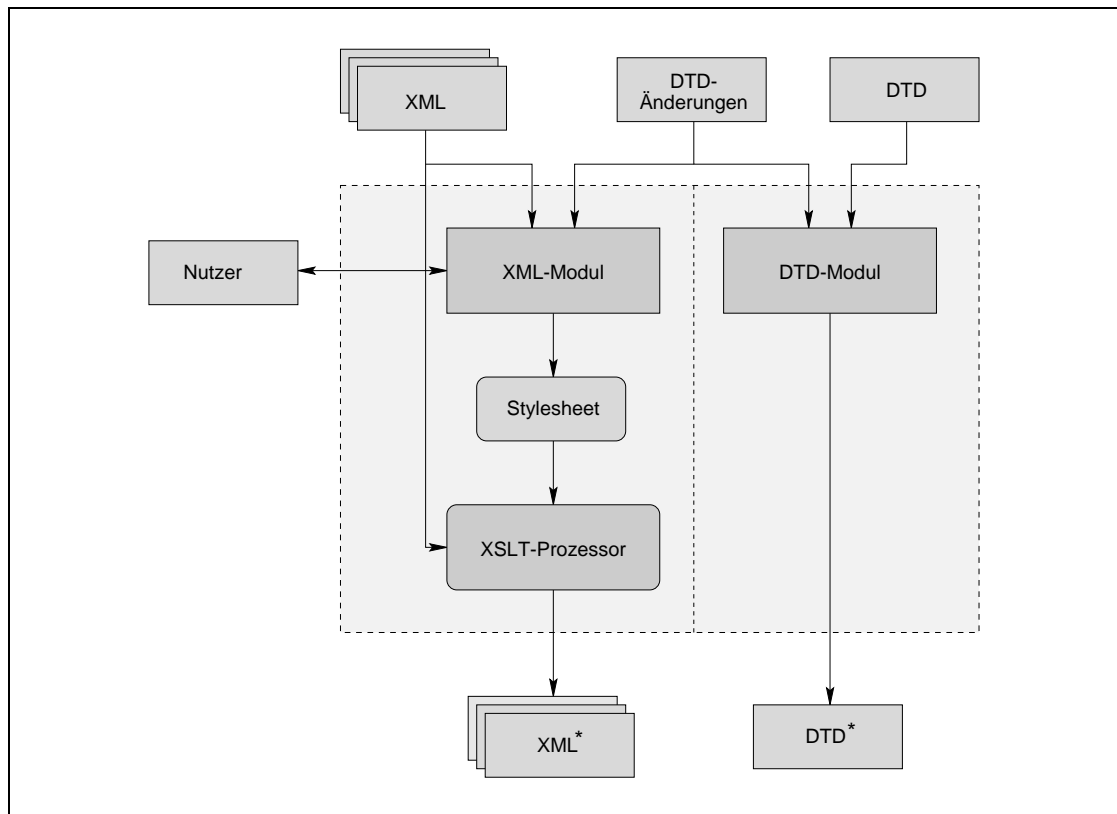 XML
DTD-
Änderungen
DTD
Nutzer
XML-Modul
DTD-Modul
Stylesheet
XSLT-Prozessor
XML*
DTD*